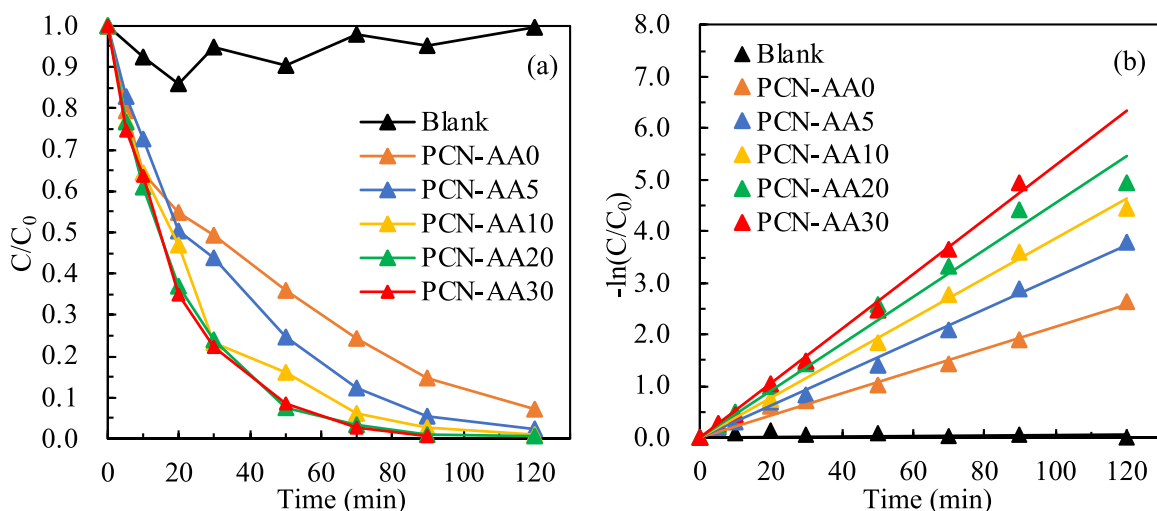 1.0
0.9
0.8
0.7
0.6
0.5
0.4
0.3
0.2
0.1
0.0
C/C0
0 20 40 60 80 100 120
Time (min)
(a)
Blank
PCN-AA0
PCN-AA5
PCN-AA10
PCN-AA20
PCN-AA30
8.0
7.0
6.0
5.0
4.0
3.0
2.0
1.0
0.0
-ln(C/C0)
0 20 40 60 80 100 120
Time (min)
(b)
Blank
PCN-AA0
PCN-AA5
PCN-AA10
PCN-AA20
PCN-AA30